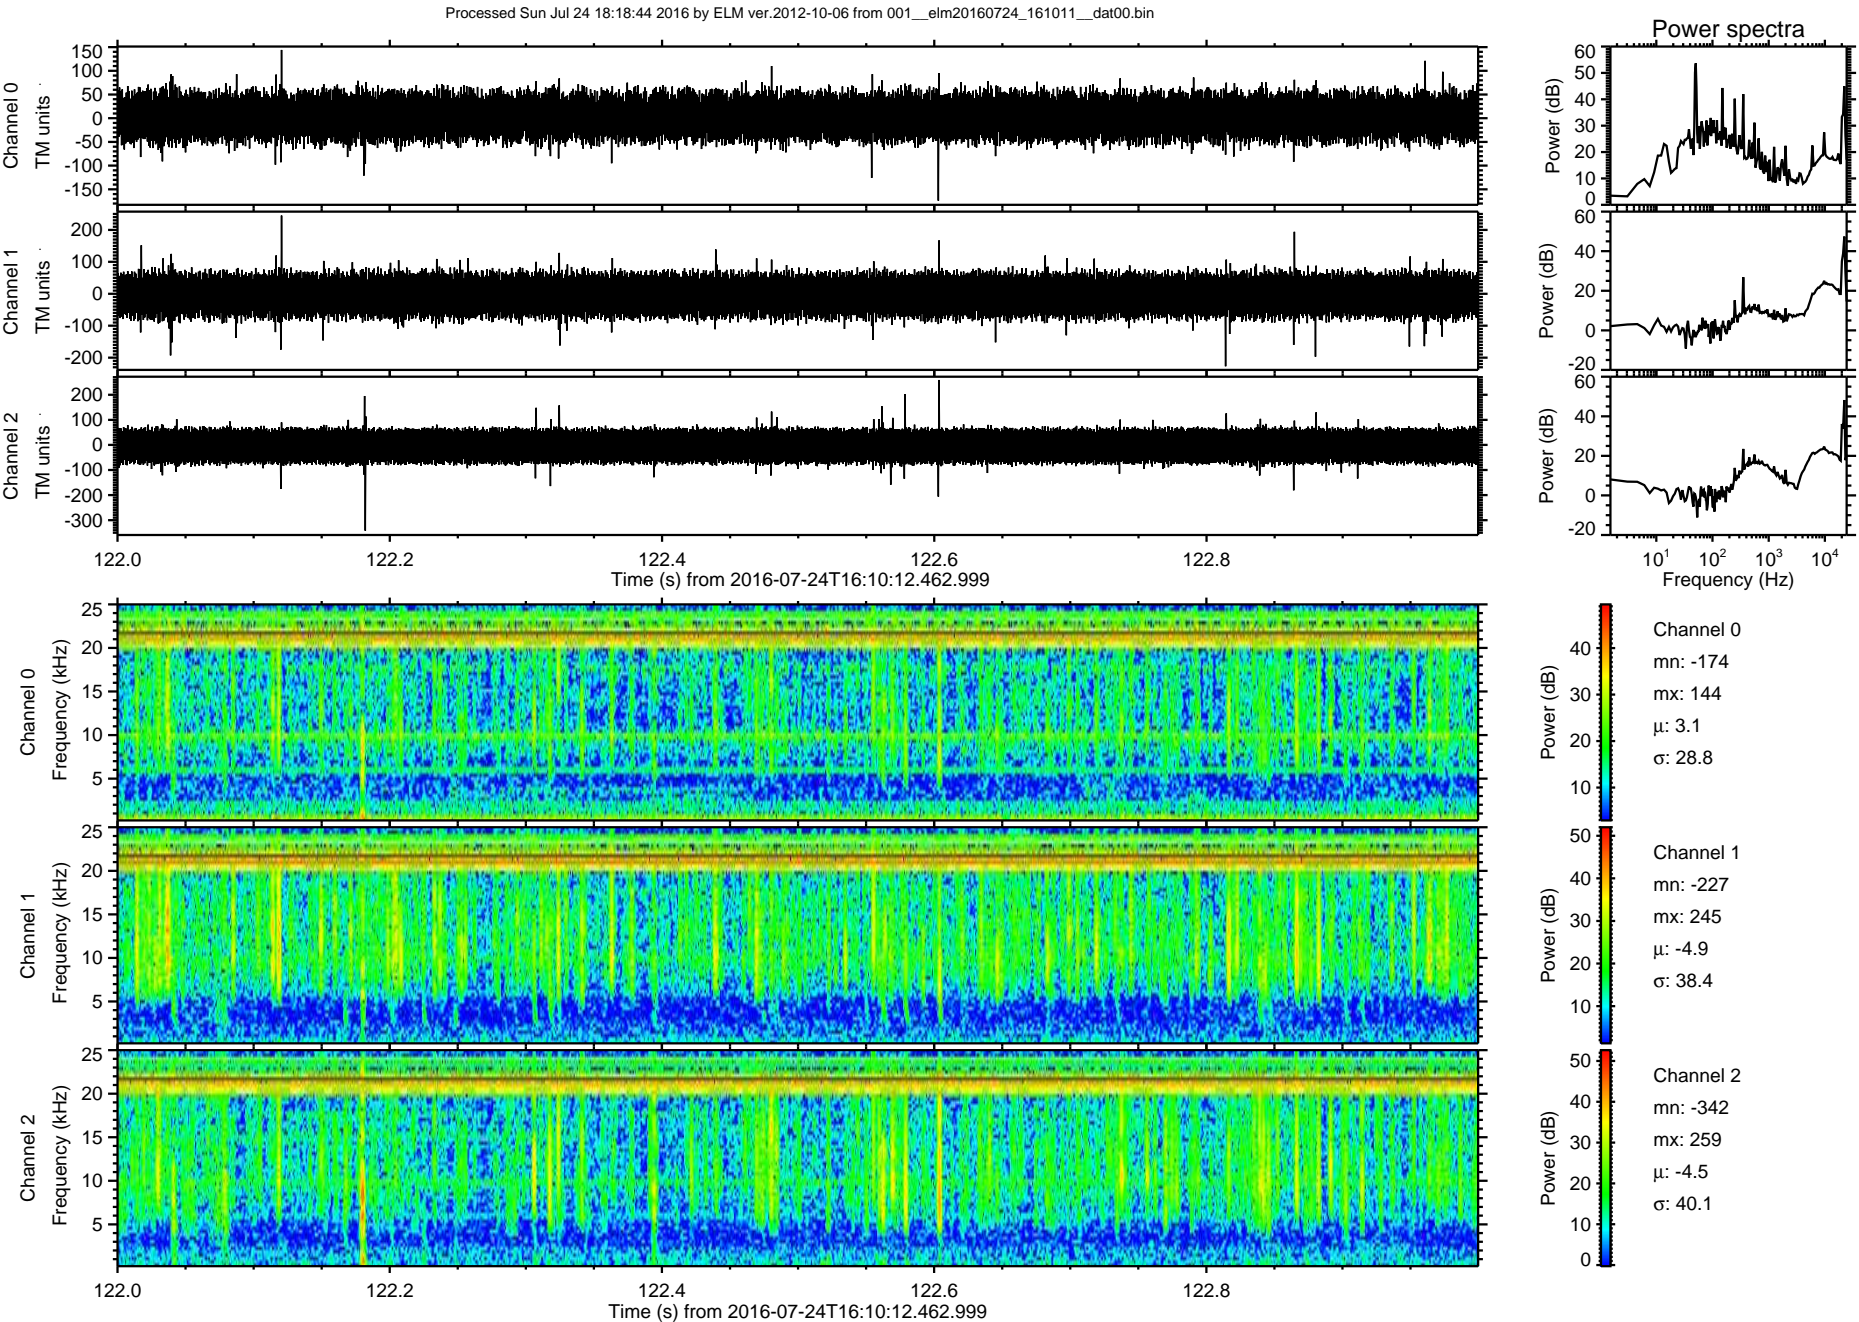 Processed Sun Jul 24 18:18:44 2016 by ELM ver.2012-10-06 from 001__elm20160724_161011__dat00.bin
Power spectra
Channel 0
TM units
150
100
50
0
-50
-100
-150
Power (dB)
60
50
40
30
20
10
0
Channel 1
TM units
200
100
0
-100
-200
Power (dB)
60
40
20
0
-20
Channel 2
TM units
200
100
0
-100
-200
-300
Power (dB)
60
40
20
0
-20
122.0 122.2 122.4 122.6 122.8
Time (s) from 2016-07-24T16:10:12.462.999
10¹ 10² 10³ 10⁴
Frequency (Hz)
Channel 0
Frequency (kHz)
25
20
15
10
5
Power (dB)
40
30
20
10
Channel 0
mn: -174
mx: 144
μ: 3.1
σ: 28.8
Channel 1
Frequency (kHz)
25
20
15
10
5
Power (dB)
50
40
30
20
10
Channel 1
mn: -227
mx: 245
μ: -4.9
σ: 38.4
Channel 2
Frequency (kHz)
25
20
15
10
5
Power (dB)
50
40
30
20
10
0
Channel 2
mn: -342
mx: 259
μ: -4.5
σ: 40.1
122.0 122.2 122.4 122.6 122.8
Time (s) from 2016-07-24T16:10:12.462.999